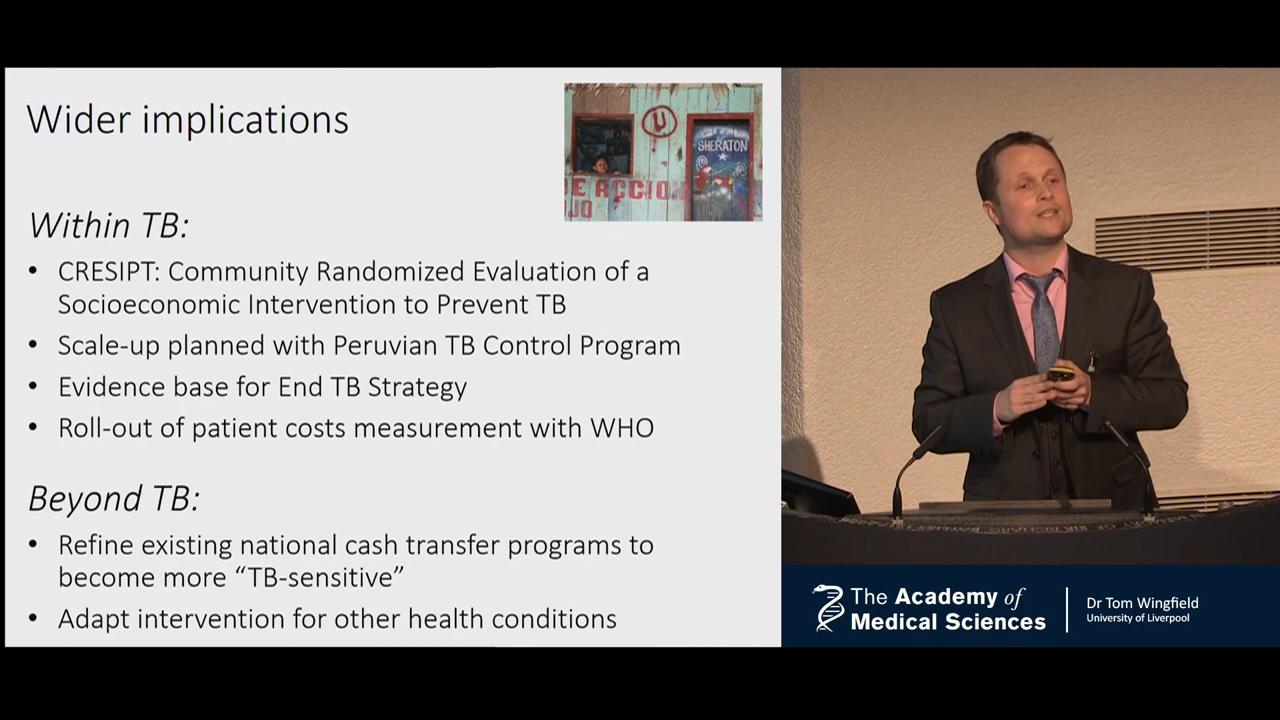 Wider implications
U
SHERATON
E ACCION
JO
Within TB:
• CRESIPT: Community Randomized Evaluation of a
Socioeconomic Intervention to Prevent TB
• Scale-up planned with Peruvian TB Control Program
• Evidence base for End TB Strategy
• Roll-out of patient costs measurement with WHO
Beyond TB:
• Refine existing national cash transfer programs to
become more “TB-sensitive”
• Adapt intervention for other health conditions
The Academy of
Medical Sciences
Dr Tom Wingfield
University of Liverpool